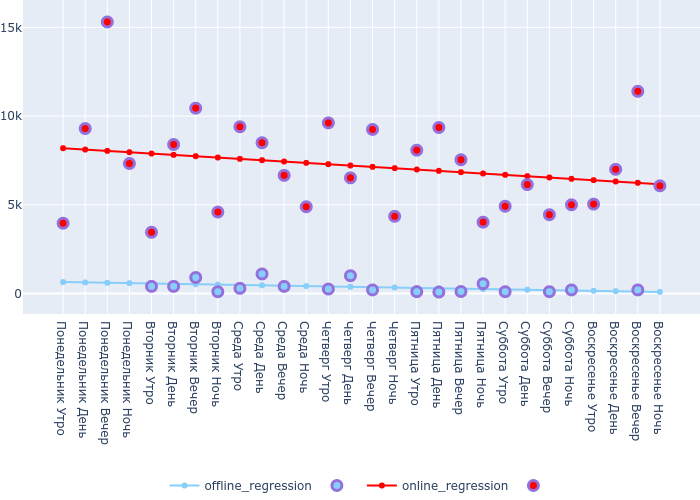 15k
10k
5k
0
Понедельник Утро
Понедельник День
Понедельник Вечер
Понедельник Ночь
Вторник Утро
Вторник День
Вторник Вечер
Вторник Ночь
Среда Утро
Среда День
Среда Вечер
Среда Ночь
Четверг Утро
Четверг День
Четверг Вечер
Четверг Ночь
Пятница Утро
Пятница День
Пятница Вечер
Пятница Ночь
Суббота Утро
Суббота День
Суббота Вечер
Суббота Ночь
Воскресенье Утро
Воскресенье День
Воскресенье Вечер
Воскресенье Ночь
offline_regression
online_regression